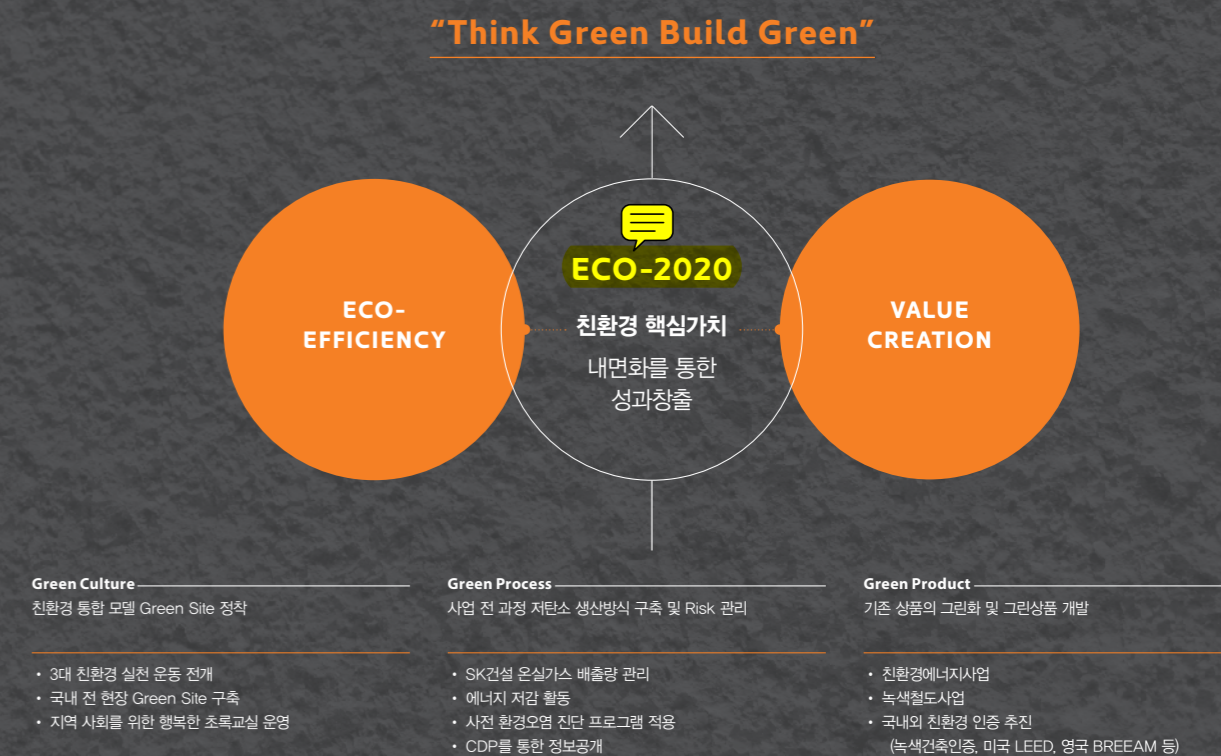 “Think Green Build Green”
ECO-
EFFICIENCY
ECO-2020
친환경 핵심가치
내면화를 통한
성과창출
VALUE
CREATION
Green Culture
친환경 통합 모델 Green Site 정착
• 3대 친환경 실천 운동 전개
• 국내 전 현장 Green Site 구축
• 지역 사회를 위한 행복한 초록교실 운영
Green Process
사업 전 과정 저탄소 생산방식 구축 및 Risk 관리
• SK건설 온실가스 배출량 관리
• 에너지 저감 활동
• 사전 환경오염 진단 프로그램 적용
• CDP를 통한 정보공개
Green Product
기존 상품의 그린화 및 그린상품 개발
• 친환경에너지사업
• 녹색철도사업
• 국내외 친환경 인증 추진
(녹색건축인증, 미국 LEED, 영국 BREEAM 등)